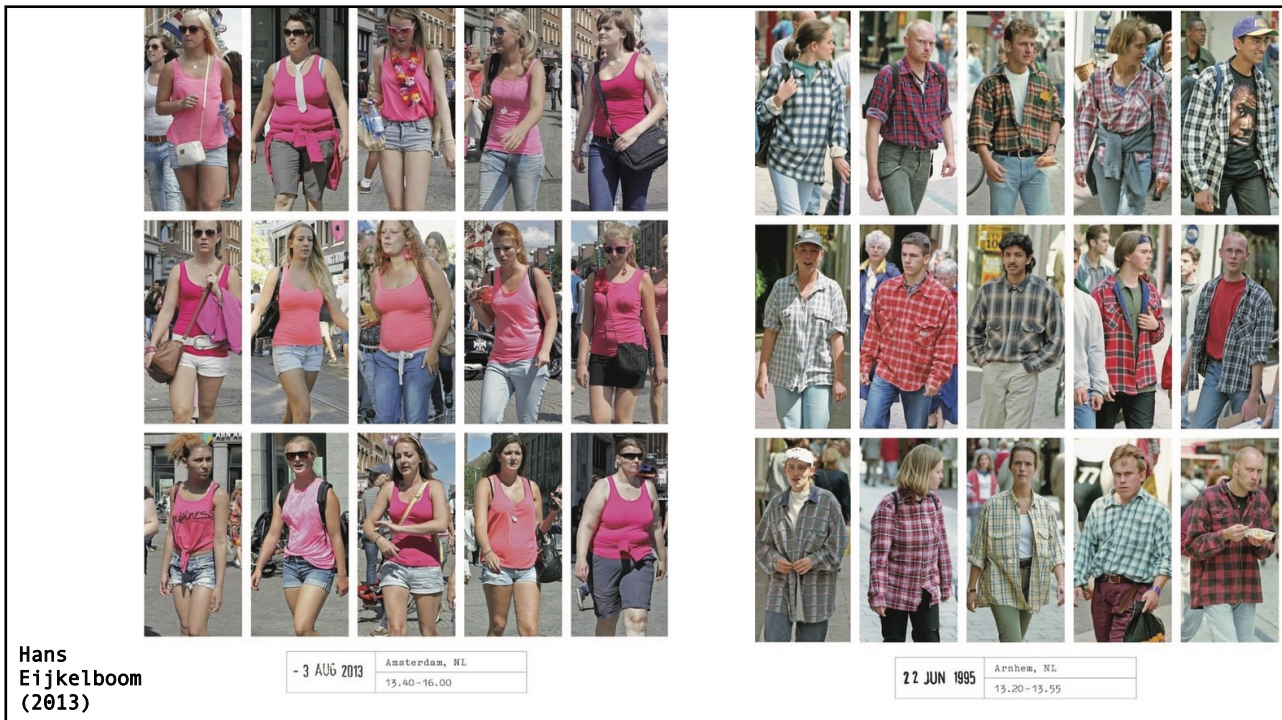 Hans
Eijkelboom
(2013)
- 3 AUG 2013
Amsterdam, NL
13.40-16.00
22 JUN 1995
Arnhem, NL
13.20-13.55